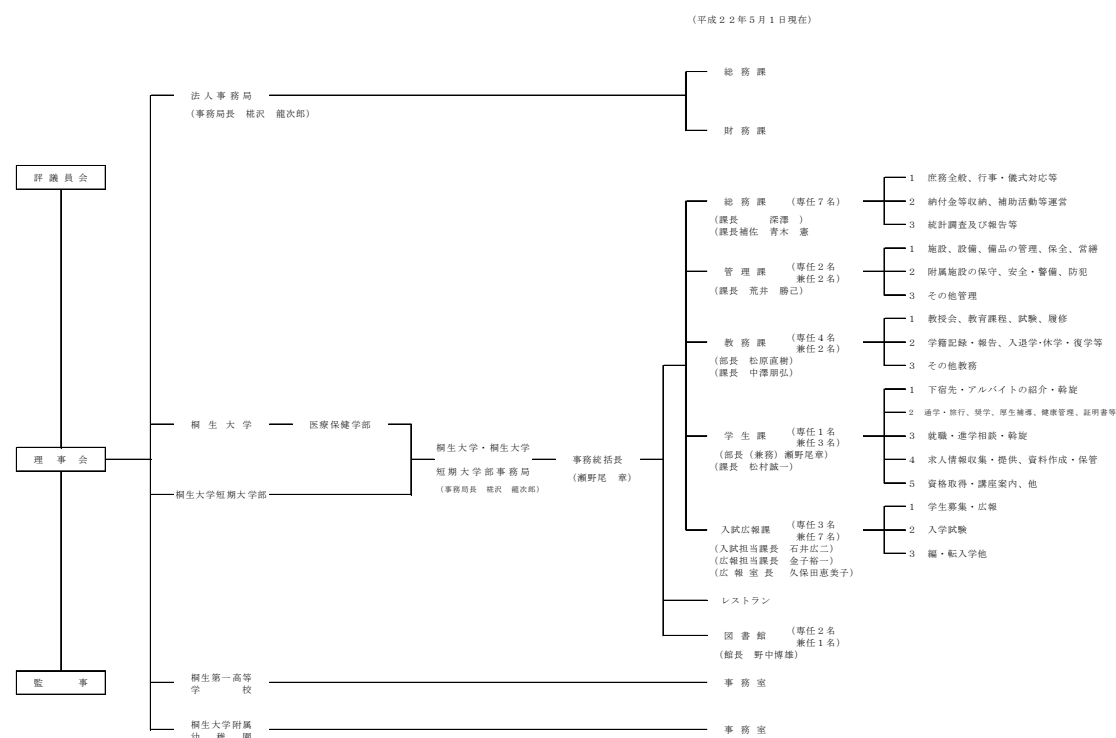 (平成２２年５月１日現在)
総 務 課
法 人 事 務 局
(事務局長　椛沢　龍次郎)
財 務 課
評 議 員 会
1　庶務全般、行事・儀式対応等
総 務 課　(専任７名)
2　納付金等収納、補助活動等運営
(課長　　　深澤　)
(課長補佐　青木　憲
3　統計調査及び報告等
1　施設、設備、備品の管理、保全、営繕
管 理 課　(専任２名
兼任２名)
2　附属施設の保守、安全・警備、防犯
(課長　荒井　勝己)
3　その他管理
1　教授会、教育課程、試験、履修
教 務 課　(専任４名
兼任２名)
2　学籍記録・報告、入退学・休学・復学等
(部長　松原直樹)
(課長　中澤朋弘)
3　その他教務
1　下宿先・アルバイトの紹介・斡旋
2　通学・旅行、奨学、厚生補導、健康管理、証明書等
桐 生 大 学
医療保健学部
学 生 課　(専任１名
兼任３名)
3　就職・進学相談・斡旋
(部長（兼務）瀬野尾章)
(課長　松村誠一)
4　求人情報収集・提供、資料作成・保管
5　資格取得・講座案内、他
理 事 会
桐生大学・桐生大学
短期大学部事務局
(事務局長　椛沢　龍次郎)
事務統括長
(瀬野尾　章)
桐生大学短期大学部
1　学生募集・広報
入試広報課　(専任３名
兼任７名)
2　入学試験
(入試担当課長　石井広二)
(広報担当課長　金子裕一)
(広 報 室 長　久保田恵美子)
3　編・転入学他
レストラン
図 書 館　(専任２名
兼任１名)
(館長　野中博雄)
監　　事
桐生第一高等
学　　校
事 務 室
桐生大学附属
幼 稚 園
事 務 室